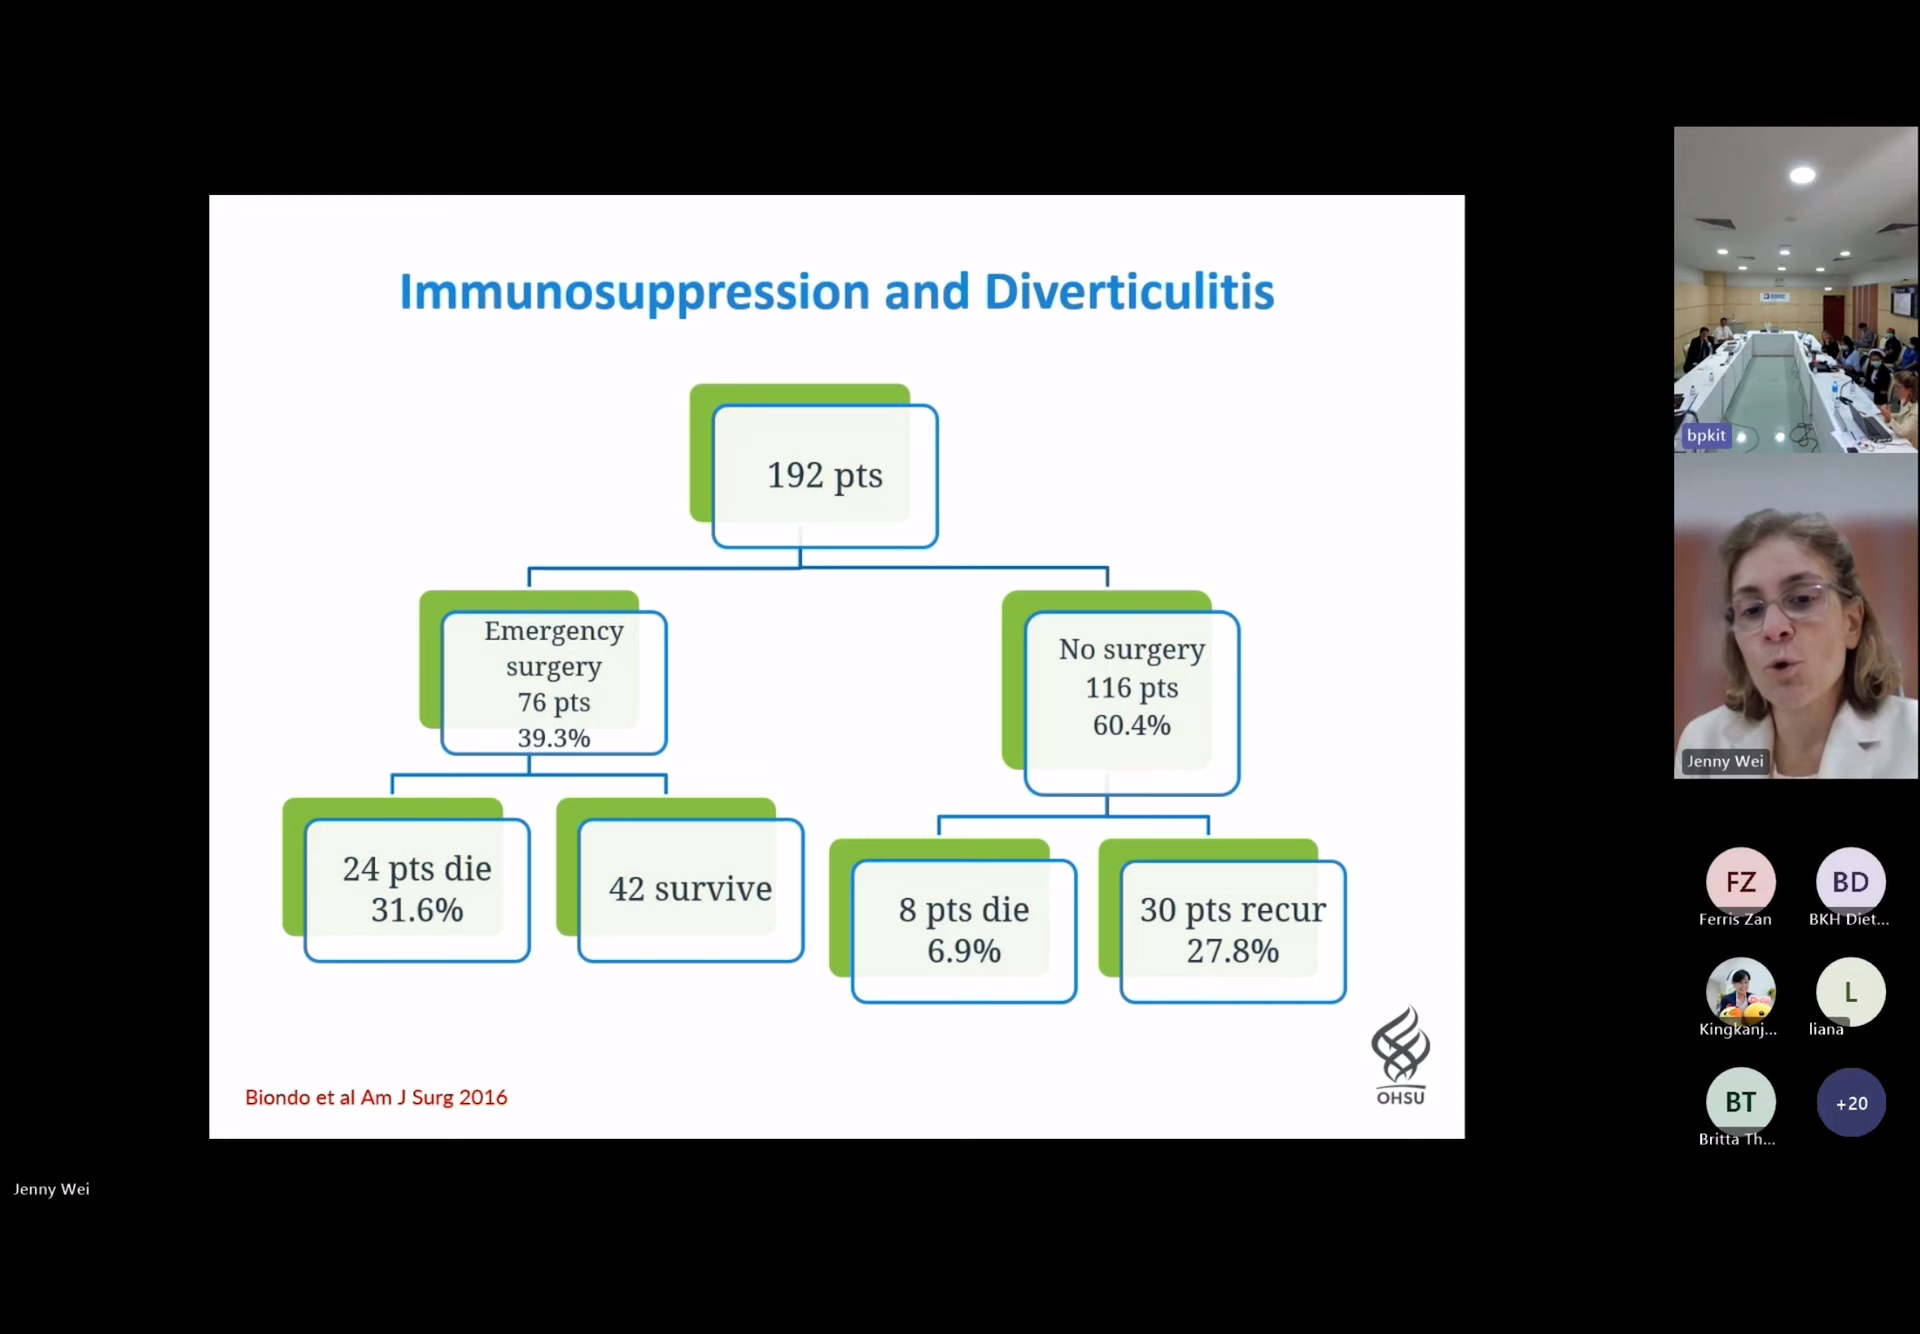 Immunosuppression and Diverticulitis
192 pts
Emergency
surgery
76 pts
39.3%
No surgery
116 pts
60.4%
24 pts die
31.6%
42 survive
8 pts die
6.9%
30 pts recur
27.8%
Biondo et al Am J Surg 2016
OHSU
Jenny Wei
bpkit
Jenny Wei
FZ
Ferris Zan
BD
BKH Diet...
Kingkanj...
L
liana
BT
Britta Th...
+20